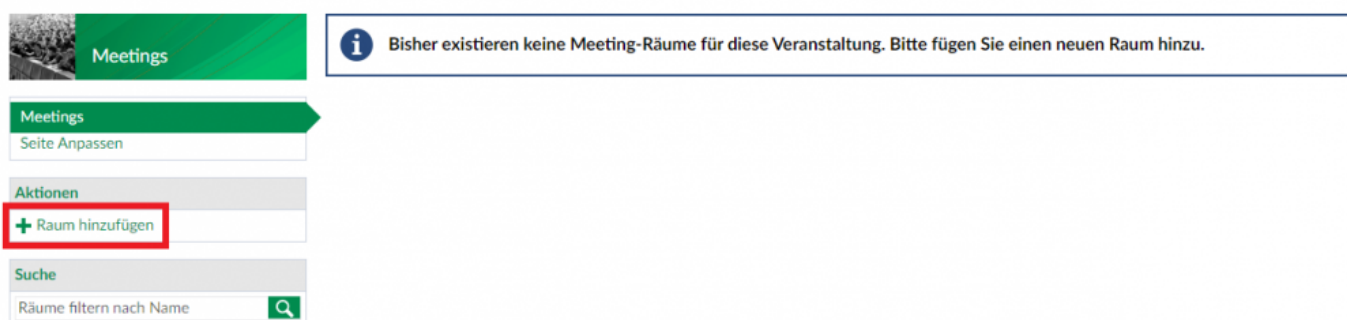 Meetings
Bisher existieren keine Meeting-Räume für diese Veranstaltung. Bitte fügen Sie einen neuen Raum hinzu.
Meetings
Seite Anpassen
Aktionen
Raum hinzufügen
Suche
Räume filtern nach Name